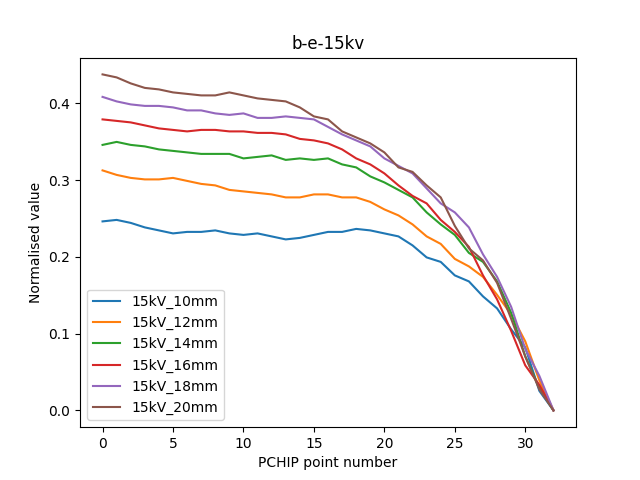 b-e-15kv
Normalised value
0.4
0.3
0.2
0.1
0.0
15kV_10mm
15kV_12mm
15kV_14mm
15kV_16mm
15kV_18mm
15kV_20mm
0 5 10 15 20 25 30
PCHIP point number